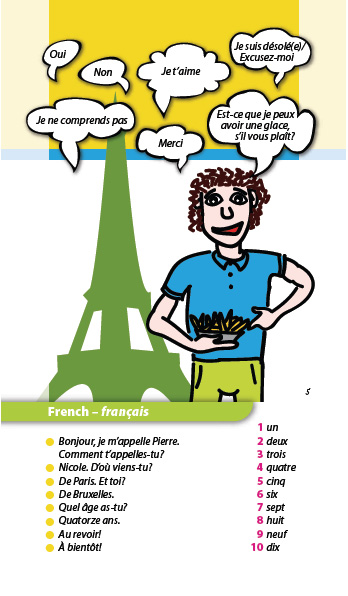 Oui
Non
Je t'aime
Je suis désolé(e)/
Excusez-moi
Je ne comprends pas
Merci
Est-ce que je peux
avoir une glace,
s'il vous plaît?
5
French – français
Bonjour, je m'appelle Pierre.
Comment t'appelles-tu?
Nicole. D'où viens-tu?
De Paris. Et toi?
De Bruxelles.
Quel âge as-tu?
Quatorze ans.
Au revoir!
À bientôt!
1 un
2 deux
3 trois
4 quatre
5 cinq
6 six
7 sept
8 huit
9 neuf
10 dix